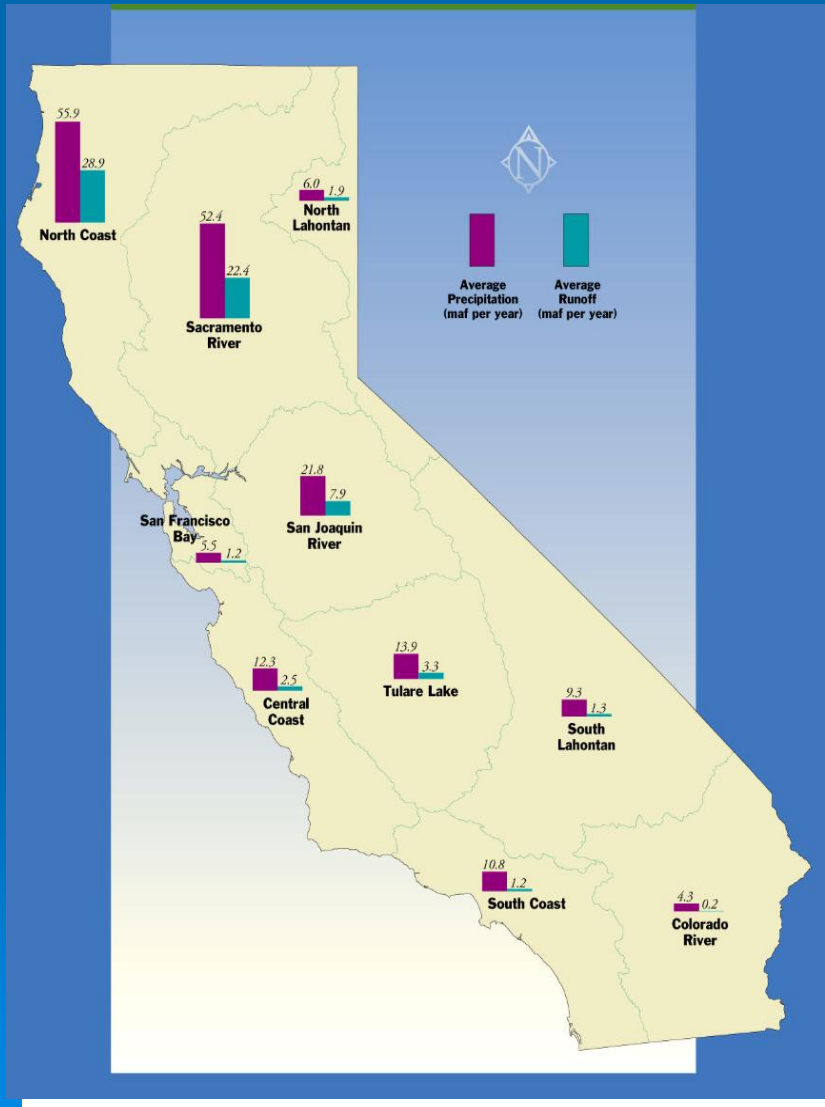 55.9
28.9
North Coast
6.0
1.9
North
Lahontan
N
52.4
22.4
Sacramento
River
Average
Precipitation
(maf per year)
Average
Runoff
(maf per year)
21.8
7.9
San Joaquin
River
San Francisco
Bay
5.5
1.2
12.3
2.5
Central
Coast
13.9
3.3
Tulare Lake
9.3
1.3
South
Lahontan
10.8
1.2
South Coast
4.3
0.2
Colorado
River